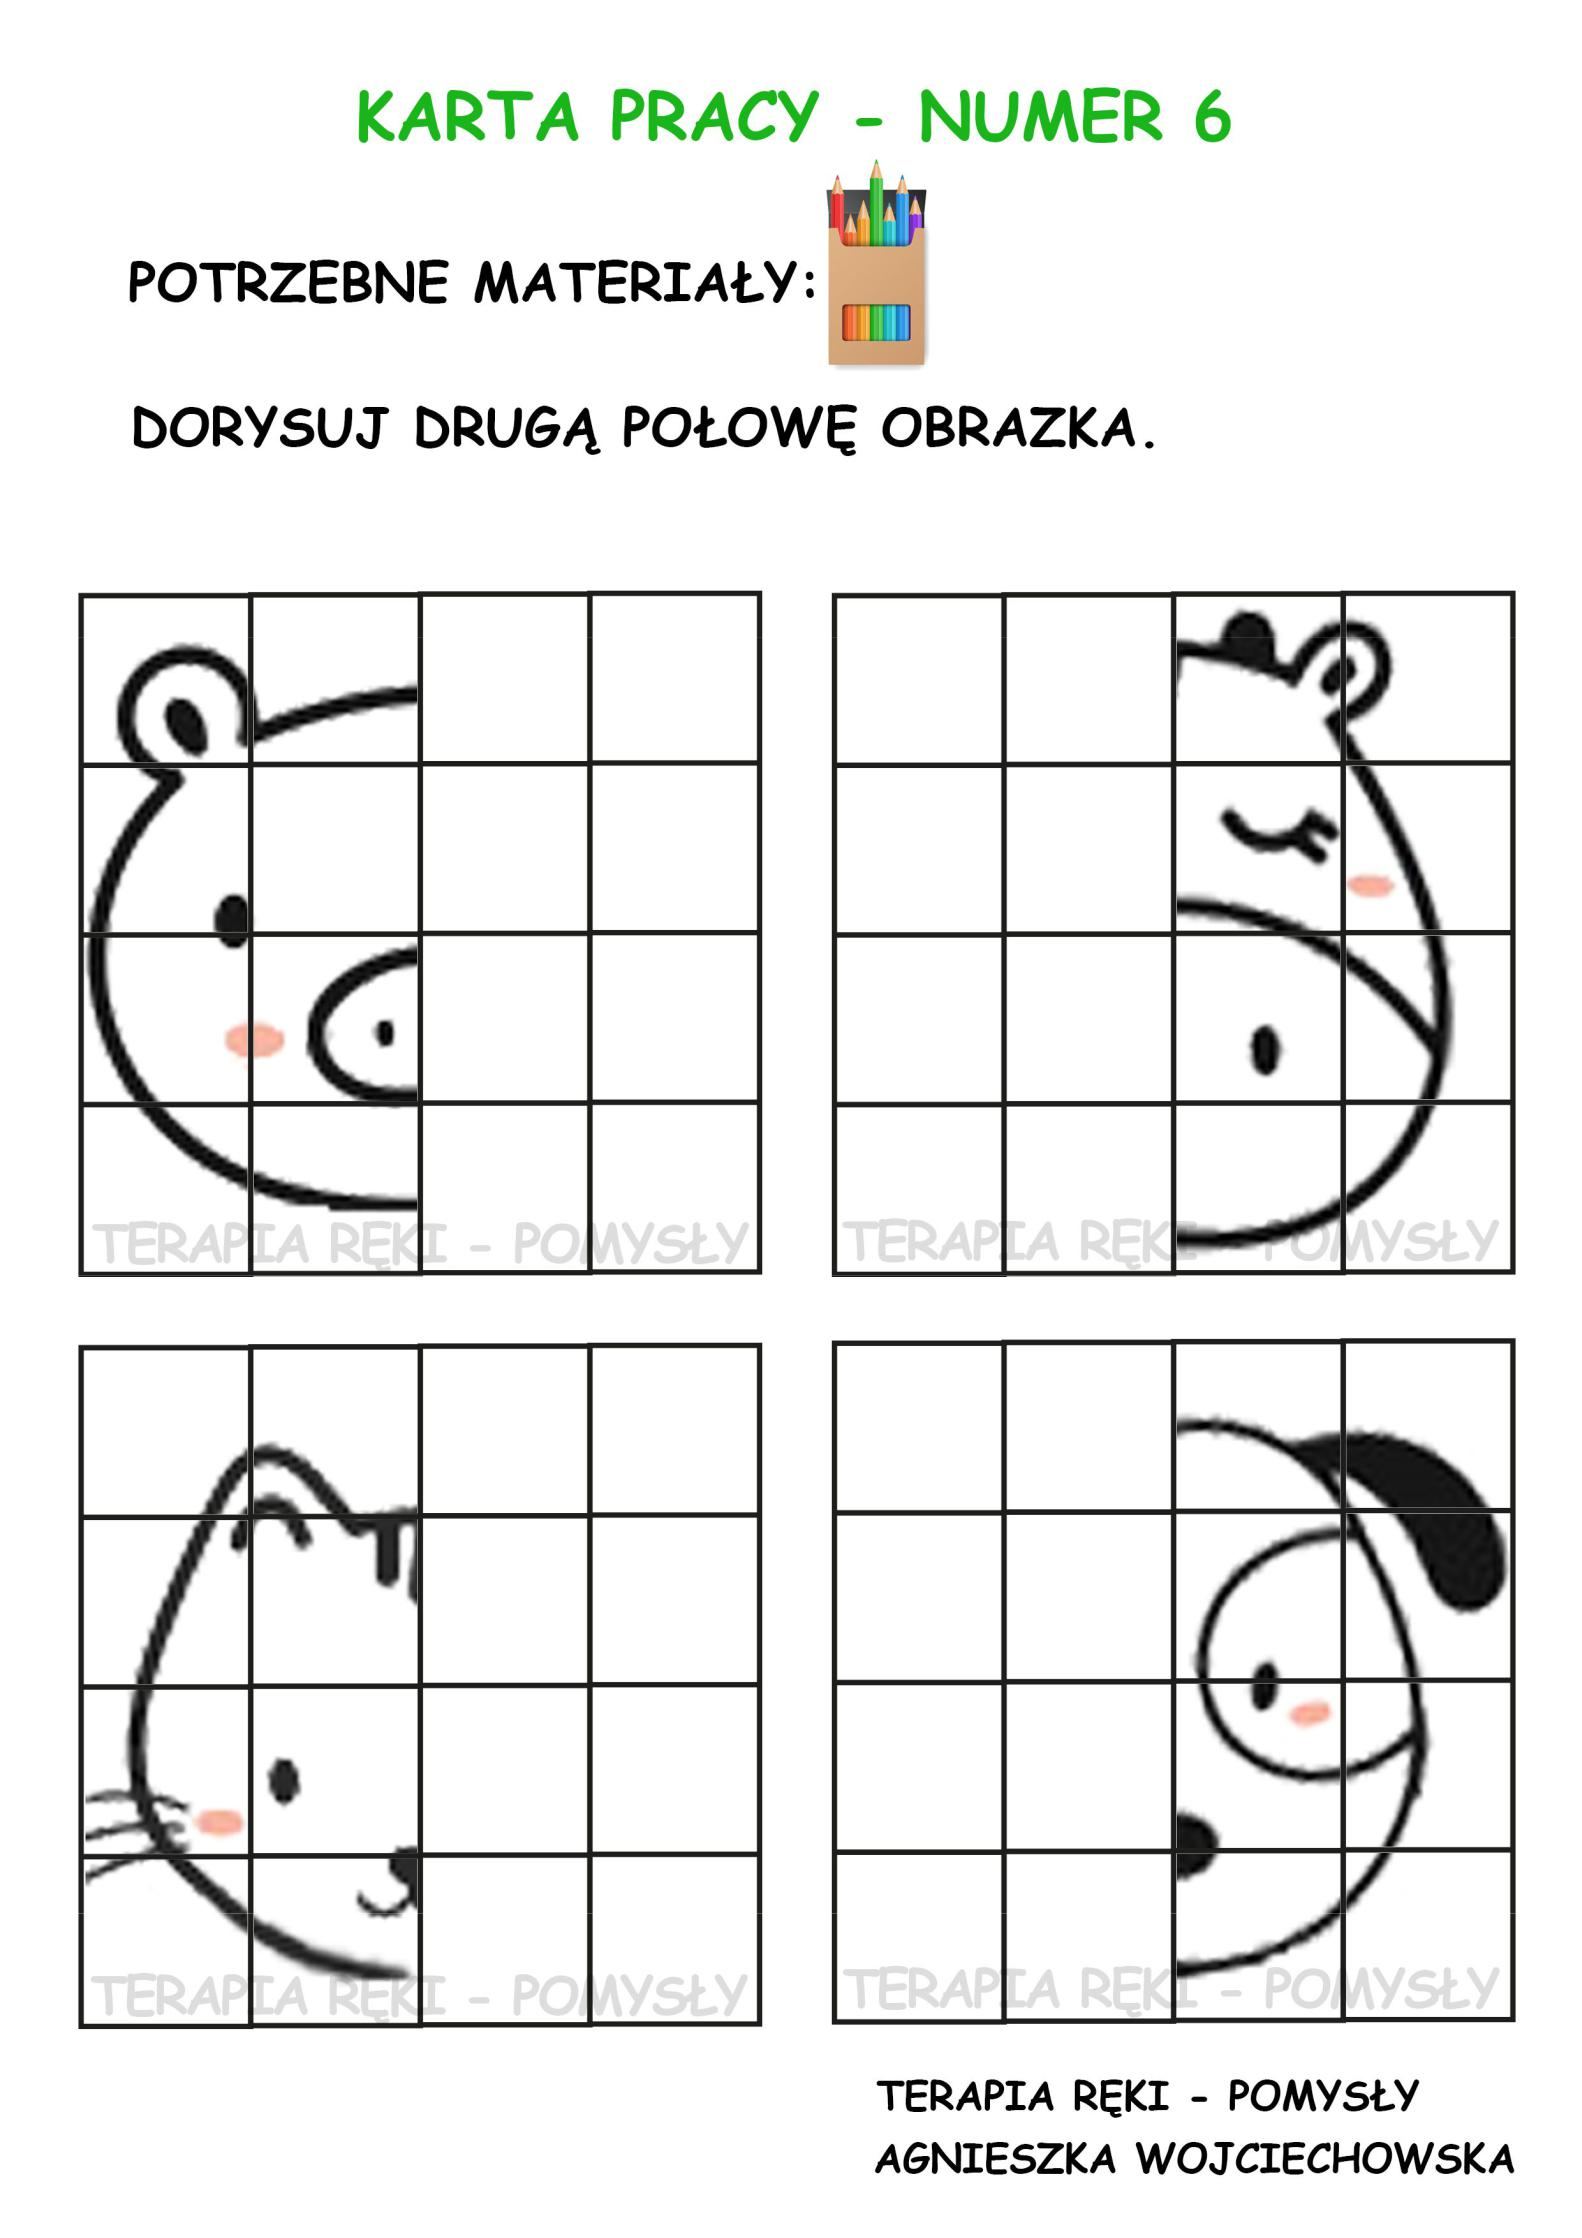 KARTA PRACY - NUMER 6
POTRZEBNE MATERIAŁY:
DORYSUJ DRUGĄ POŁOWĘ OBRAZKA.
TERAPIA RĘKI - POMYSŁY
TERAPIA RĘKI - POMYSŁY
TERAPIA RĘKI - POMYSŁY
TERAPIA RĘKI - POMYSŁY
TERAPIA RĘKI - POMYSŁY
AGNIESZKA WOJCIECHOWSKA